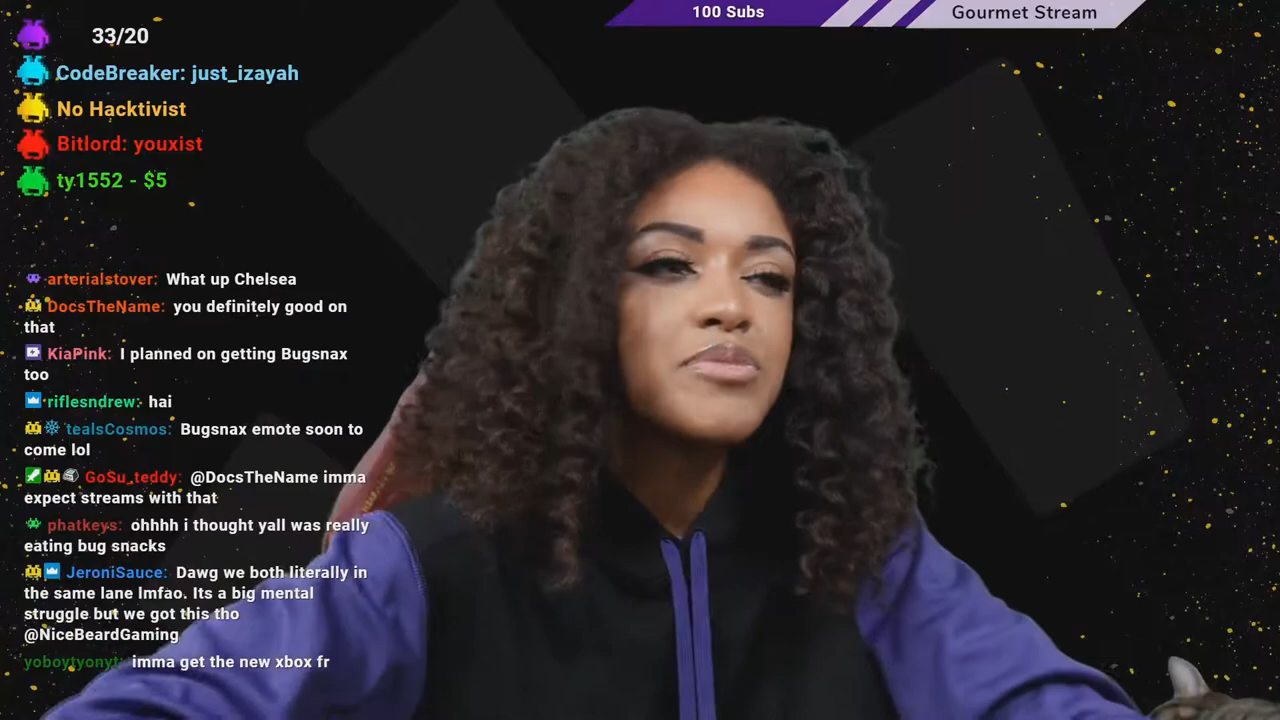 100 Subs
Gourmet Stream
33/20
CodeBreaker: just_izayah
No Hacktivist
Bitlord: youxist
ty1552 - $5
arterialstover: What up Chelsea
DocsTheName: you definitely good on
that
KiaPink: I planned on getting Bugsnax
too
riflesndrew: hai
tealsCosmos: Bugsnax emote soon to
come lol
GoSu_teddy: @DocsTheName imma
expect streams with that
phatkeys: ohhhh i thought yall was really
eating bug snacks
JeroniSauce: Dawg we both literally in
the same lane lmfao. Its a big mental
struggle but we got this tho
@NiceBeardGaming
yoboytyonyt: imma get the new xbox fr